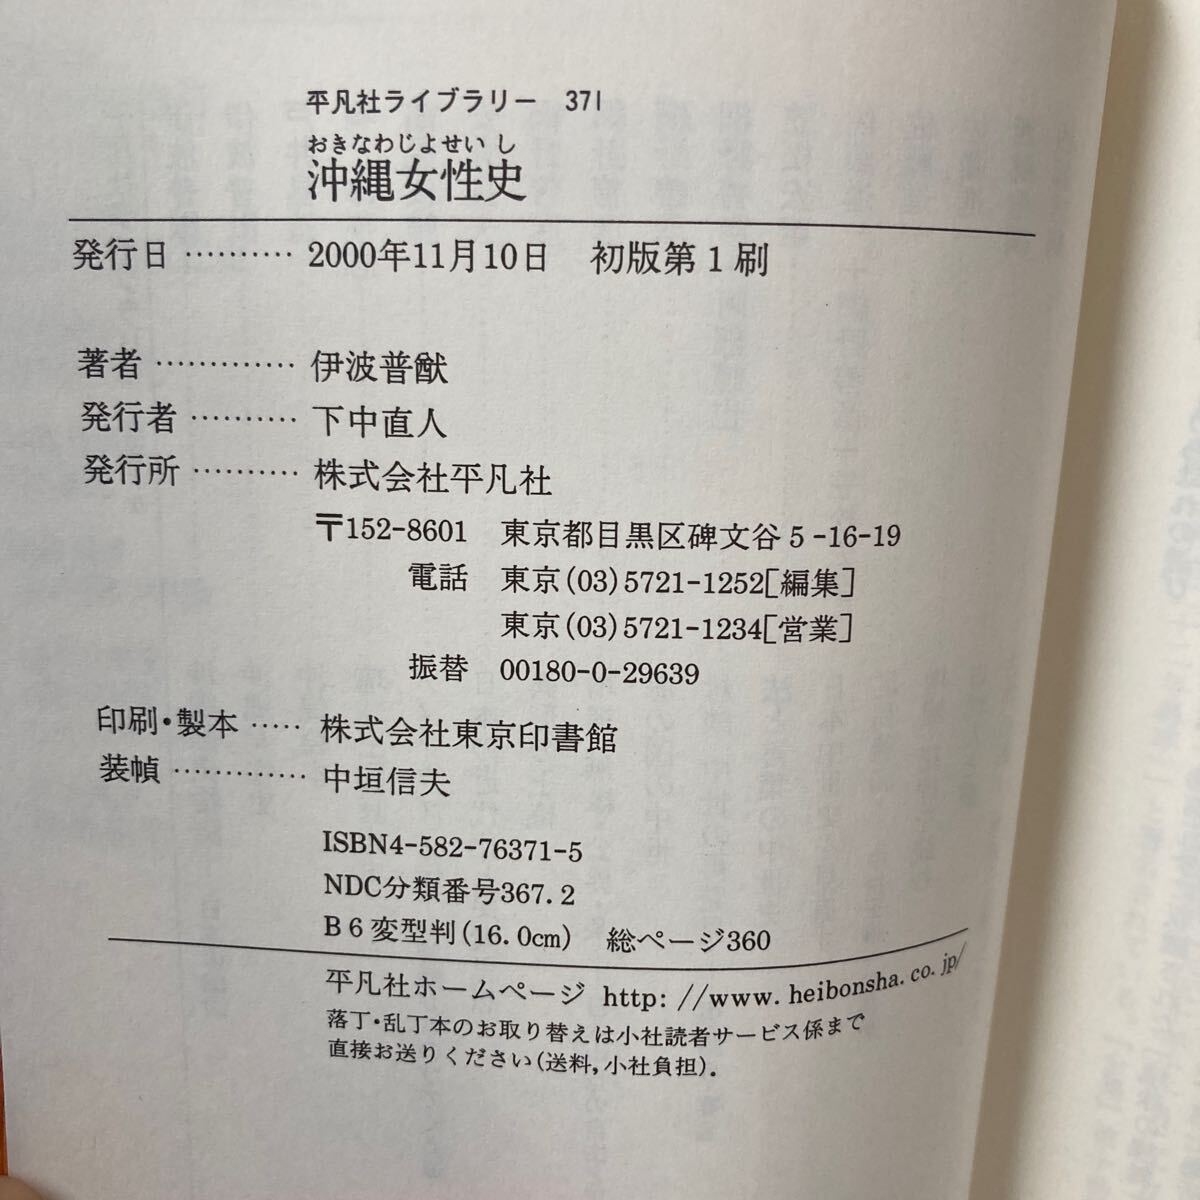 平凡社ライブラリー 371
おきなわじよせいし
沖縄女性史
発行日 ………… 2000年11月10日 初版第1刷
著者 ………… 伊波普猷
発行者 ………… 下中直人
発行所 ………… 株式会社平凡社
〒152-8601 東京都目黒区碑文谷5-16-19
電話 東京(03)5721-1252[編集]
東京(03)5721-1234[営業]
振替 00180-0-29639
印刷・製本 …… 株式会社東京印書館
装幀 ………… 中垣信夫
ISBN4-582-76371-5
NDC分類番号367.2
B6変型判(16.0cm) 総ページ360
平凡社ホームページ http://www.heibonsha.co.jp/
落丁・乱丁本のお取り替えは小社読者サービス係まで
直接お送りください(送料,小社負担).